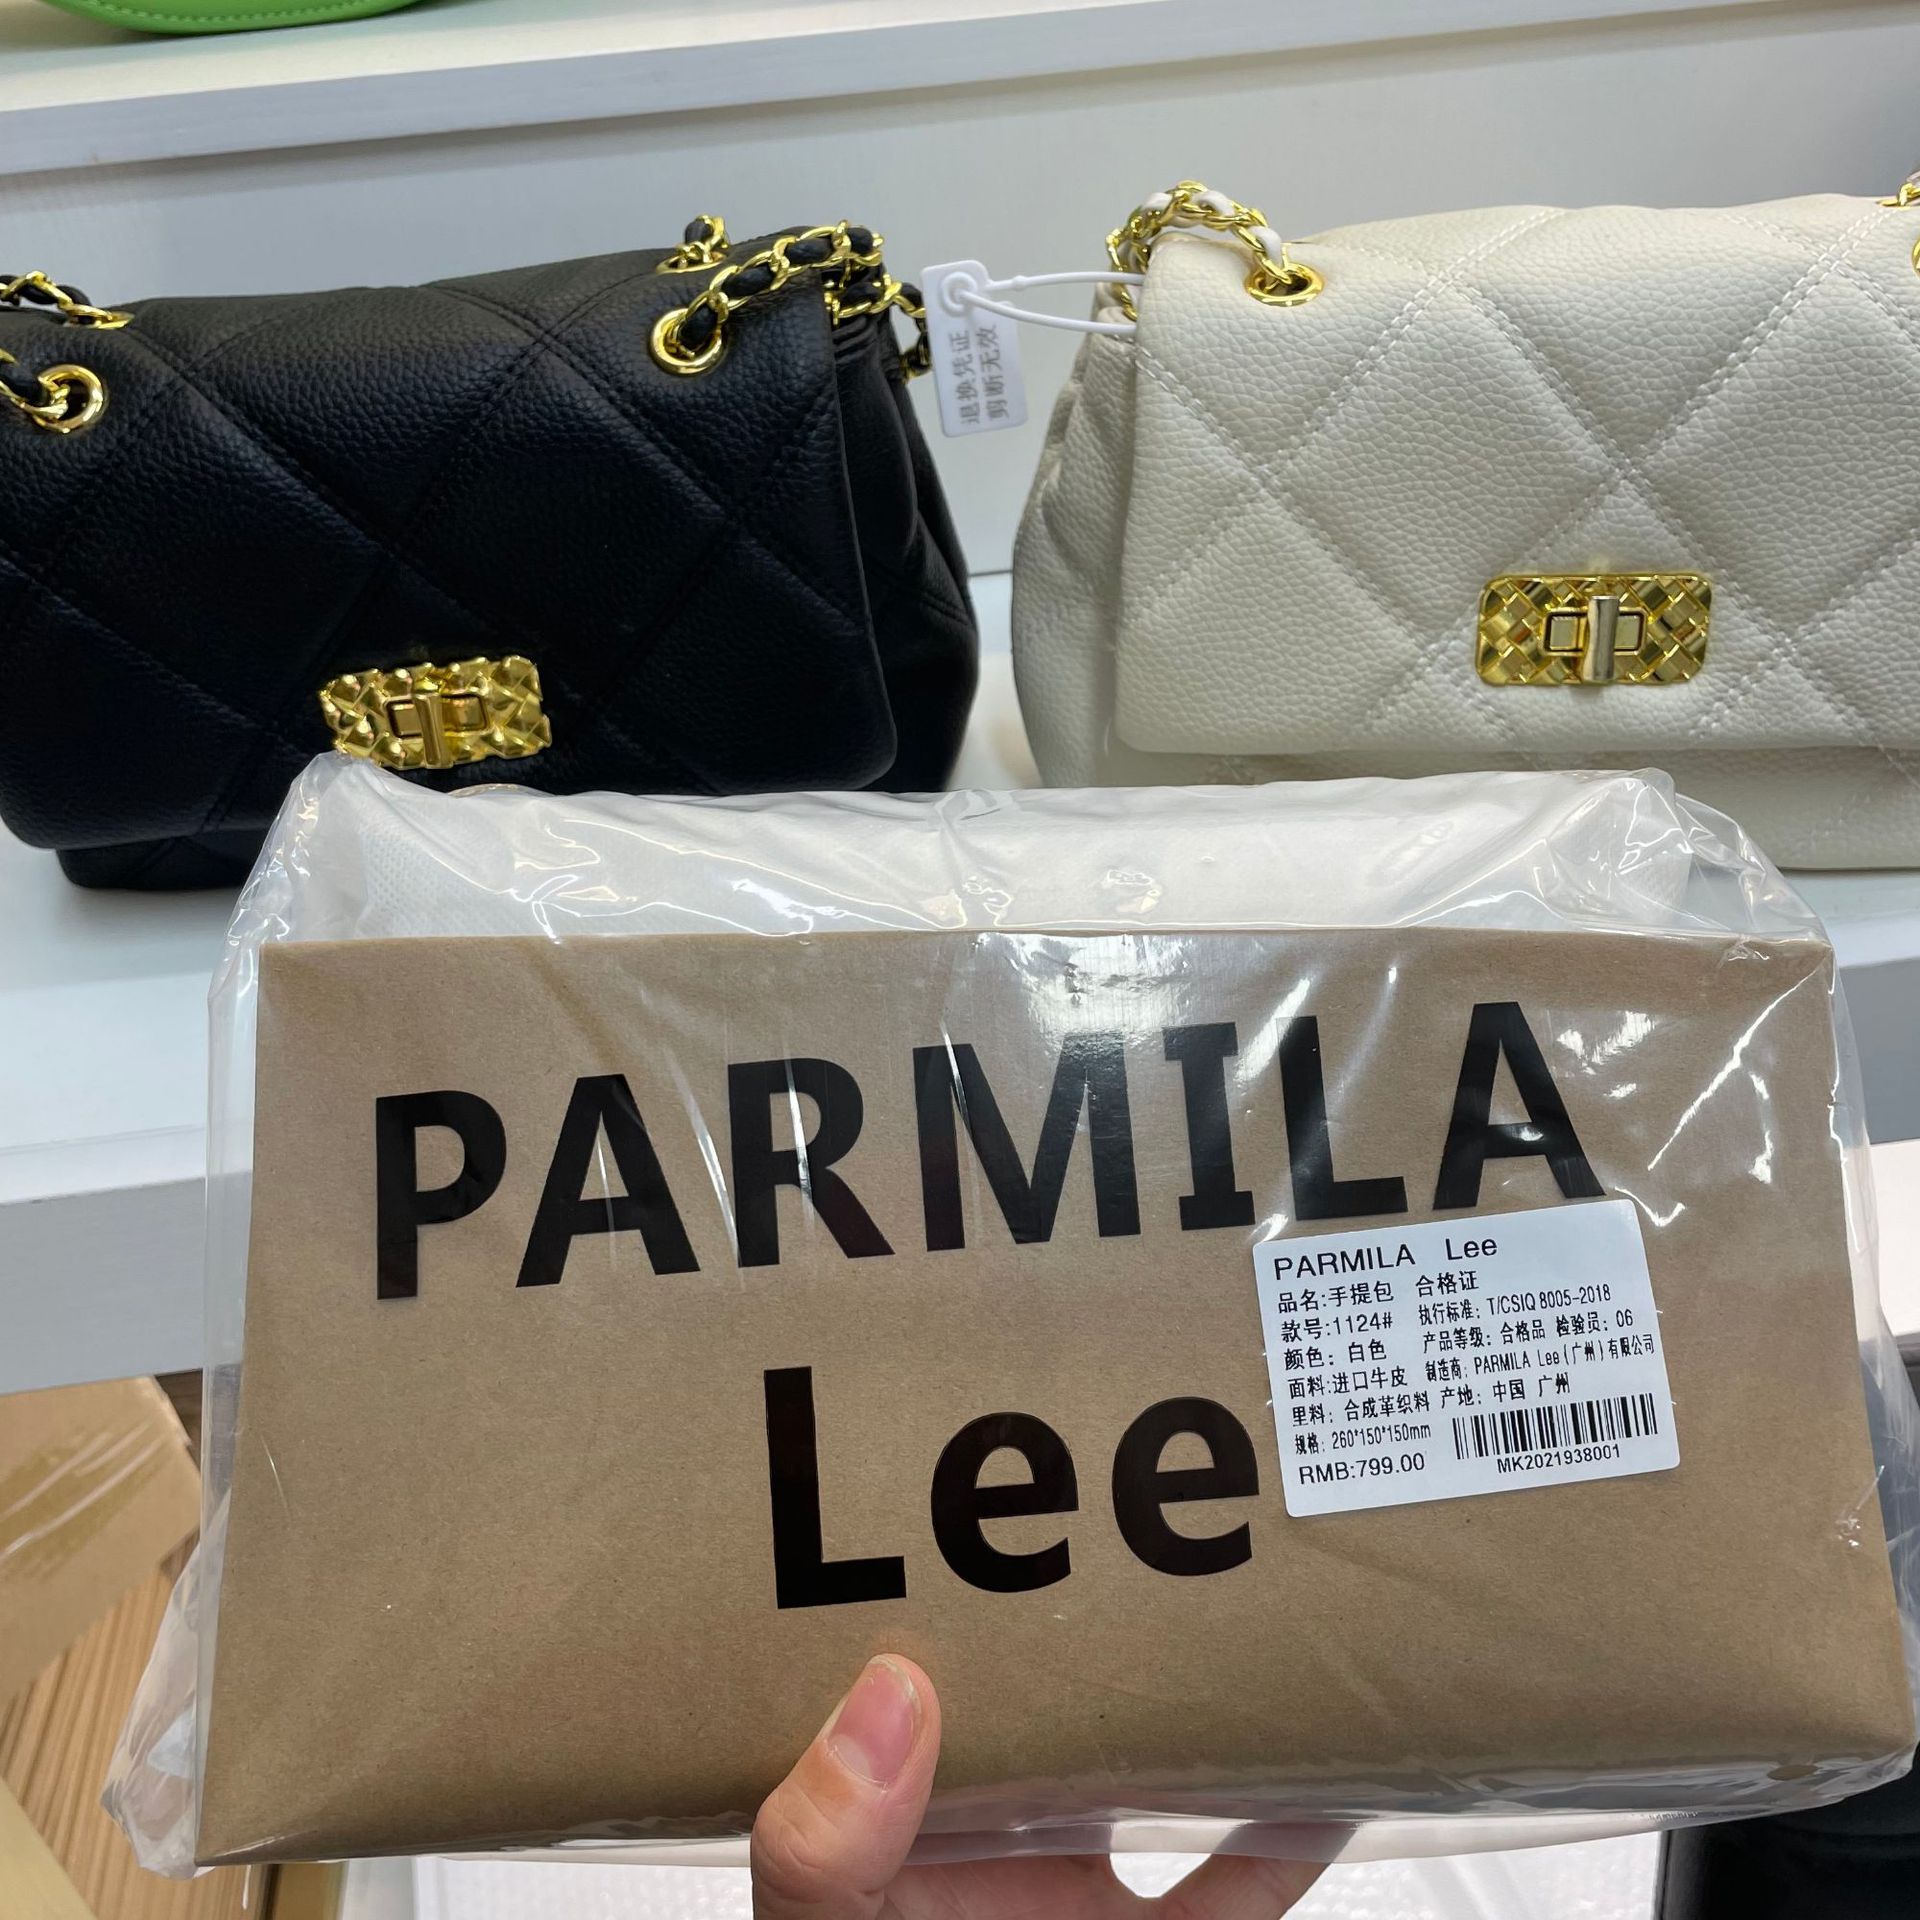 退换凭证
剪断无效
PARMILA
Lee
PARMILA Lee
品名:手提包 合格证
款号:1124# 执行标准: T/CSIQ 8005-2018
颜色: 白色 产品等级: 合格品 检验员: 06
面料:进口牛皮 制造商: PARMILA Lee(广州)有限公司
里料: 合成革织料 产地: 中国 广州
规格: 260*150*150mm
RMB:799.00
MK2021938001